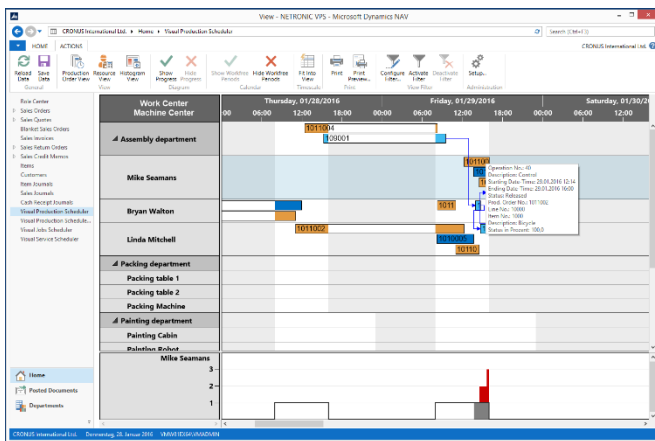 View - NETRONIC VPS - Microsoft Dynamics NAV
CRONUS International Ltd. Home Visual Production Scheduler
Search (Ctrl+F3)
HOME ACTIONS
CRONUS International Ltd.
Reload Data
Save Data
Production Order View
Resource View
Histogram View
Show Progress
Hide Progress
Show Workfree Periods
Hide Workfree Periods
Fit Into View
Print
Print Preview...
Configure Filter...
Activate Filter
Deactivate Filter
Setup...
General View Diagram Calendar Timescale Print View Filter Administration
Role Center
Sales Orders
Sales Quotes
Blanket Sales Orders
Sales Invoices
Sales Return Orders
Sales Credit Memos
Items
Customers
Item Journals
Sales Journals
Cash Receipt Journals
Visual Production Scheduler
Visual Production Schedule...
Visual Jobs Scheduler
Visual Service Scheduler
Home
Posted Documents
Departments
Work Center
Machine Center
Thursday, 01/28/2016 Friday, 01/29/2016 Saturday, 01/30/20
00 06:00 12:00 18:00 00:00 06:00 12:00 18:00 00:00 06:00 12:00
Assembly department
1011004
109001
Mike Seamans
10110
Operation No.: 40
Description: Control
Starting Date-Time: 29.01.2016 12:14
Ending Date-Time: 29.01.2016 16:00
Status: Released
Prod. Order No.: 1011002
Line No.: 10000
Item No.: 1000
Description: Bicycle
Status in Prozent: 100.0
Bryan Walton
1011
Linda Mitchell
1011002
1010005
10110
Packing department
Packing table 1
Packing table 2
Packing Machine
Painting department
Painting Cabin
Painting Robot
Mike Seamans
3
2
1
CRONUS International Ltd. Donnerstag, 28. Januar 2016